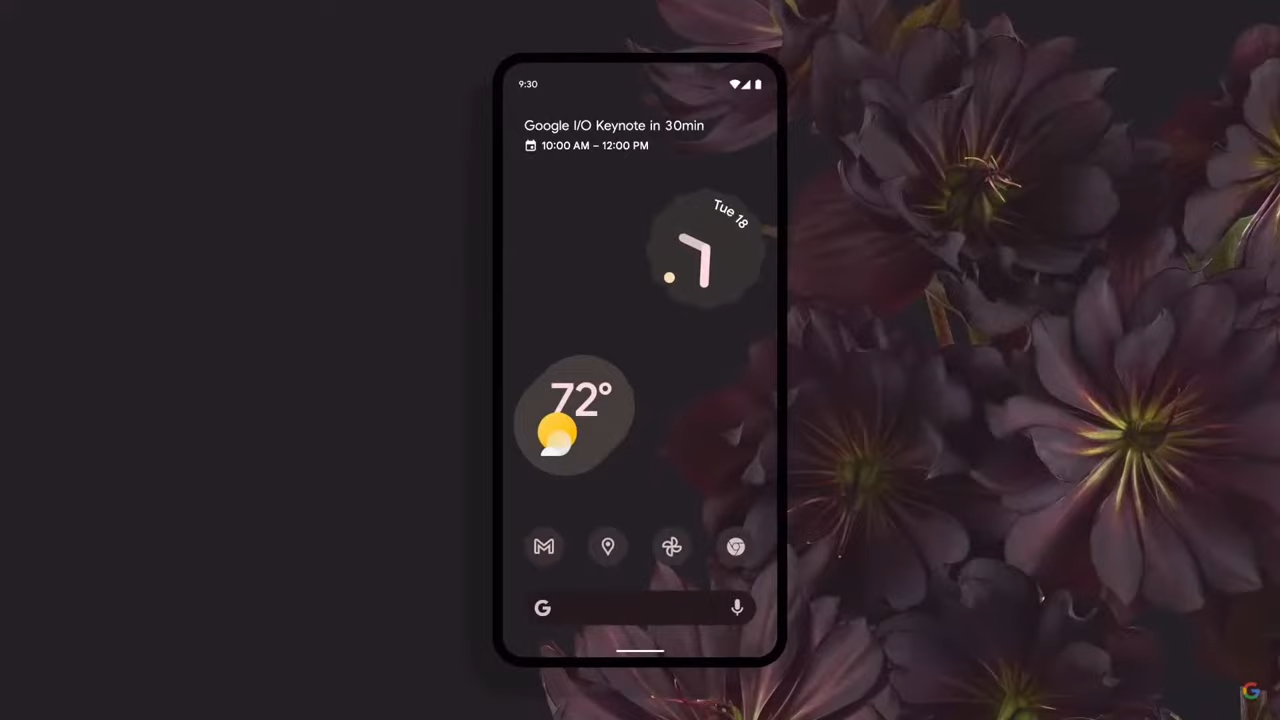 9:30
Google I/O Keynote in 30min
10:00 AM – 12:00 PM
Tue 18
72°